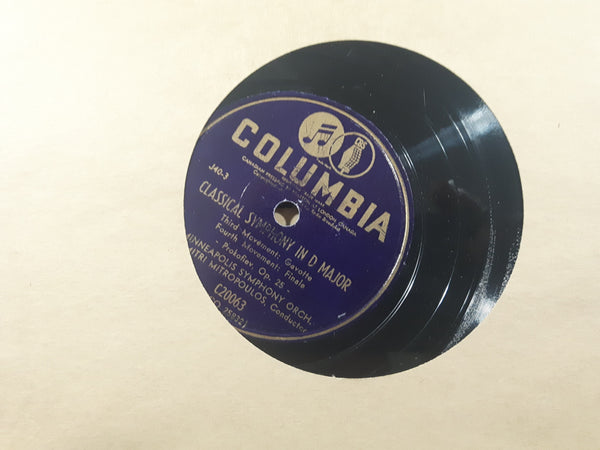 COLUMBIA
J40-3
CLASSICAL SYMPHONY IN D MAJOR
Third Movement: Gavotte
Fourth Movement: Finale
- Prokofiev Op. 25 -
MINNEAPOLIS SYMPHONY ORCH.
MITRI MITROPOULOS, Conductor
C20063